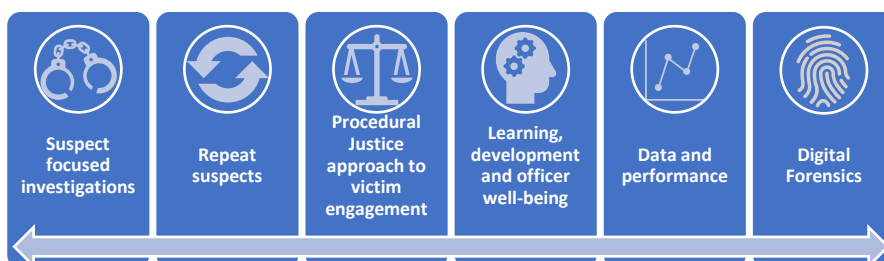 Suspect
focused
investigations
Repeat
suspects
Procedural
Justice
approach to
victim
engagement
Learning,
development
and officer
well-being
Data and
performance
Digital
Forensics